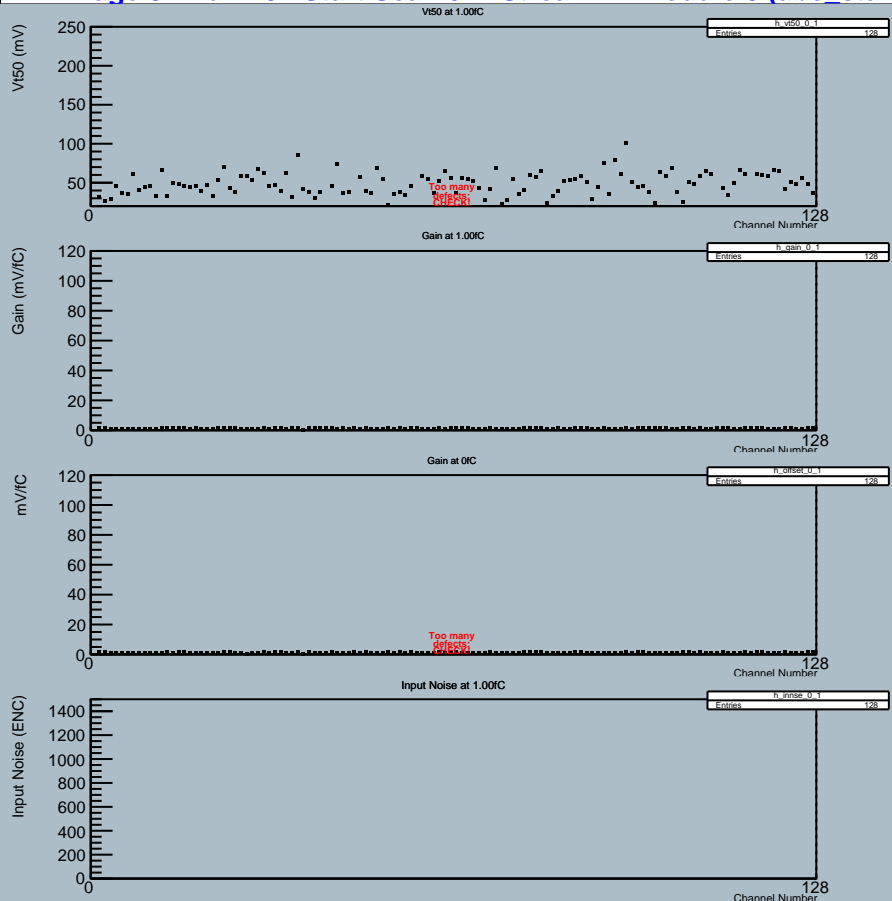 Vt50 at 1.00fC
h_vt50_0_1
Entries 128
Vt50 (mV)
250
200
150
100
50
Too many
defects:
CHECK!
0
128
Channel Number
Gain at 1.00fC
h_gain_0_1
Entries 128
Gain (mV/fC)
120
100
80
60
40
20
0
0
128
Channel Number
Gain at 0fC
h_offset_0_1
Entries 128
mV/fC
120
100
80
60
40
20
0
Too many
defects:
CHECK!
0
128
Channel Number
Input Noise at 1.00fC
h_innse_0_1
Entries 128
Input Noise (ENC)
1400
1200
1000
800
600
400
200
0
0
128
Channel Number